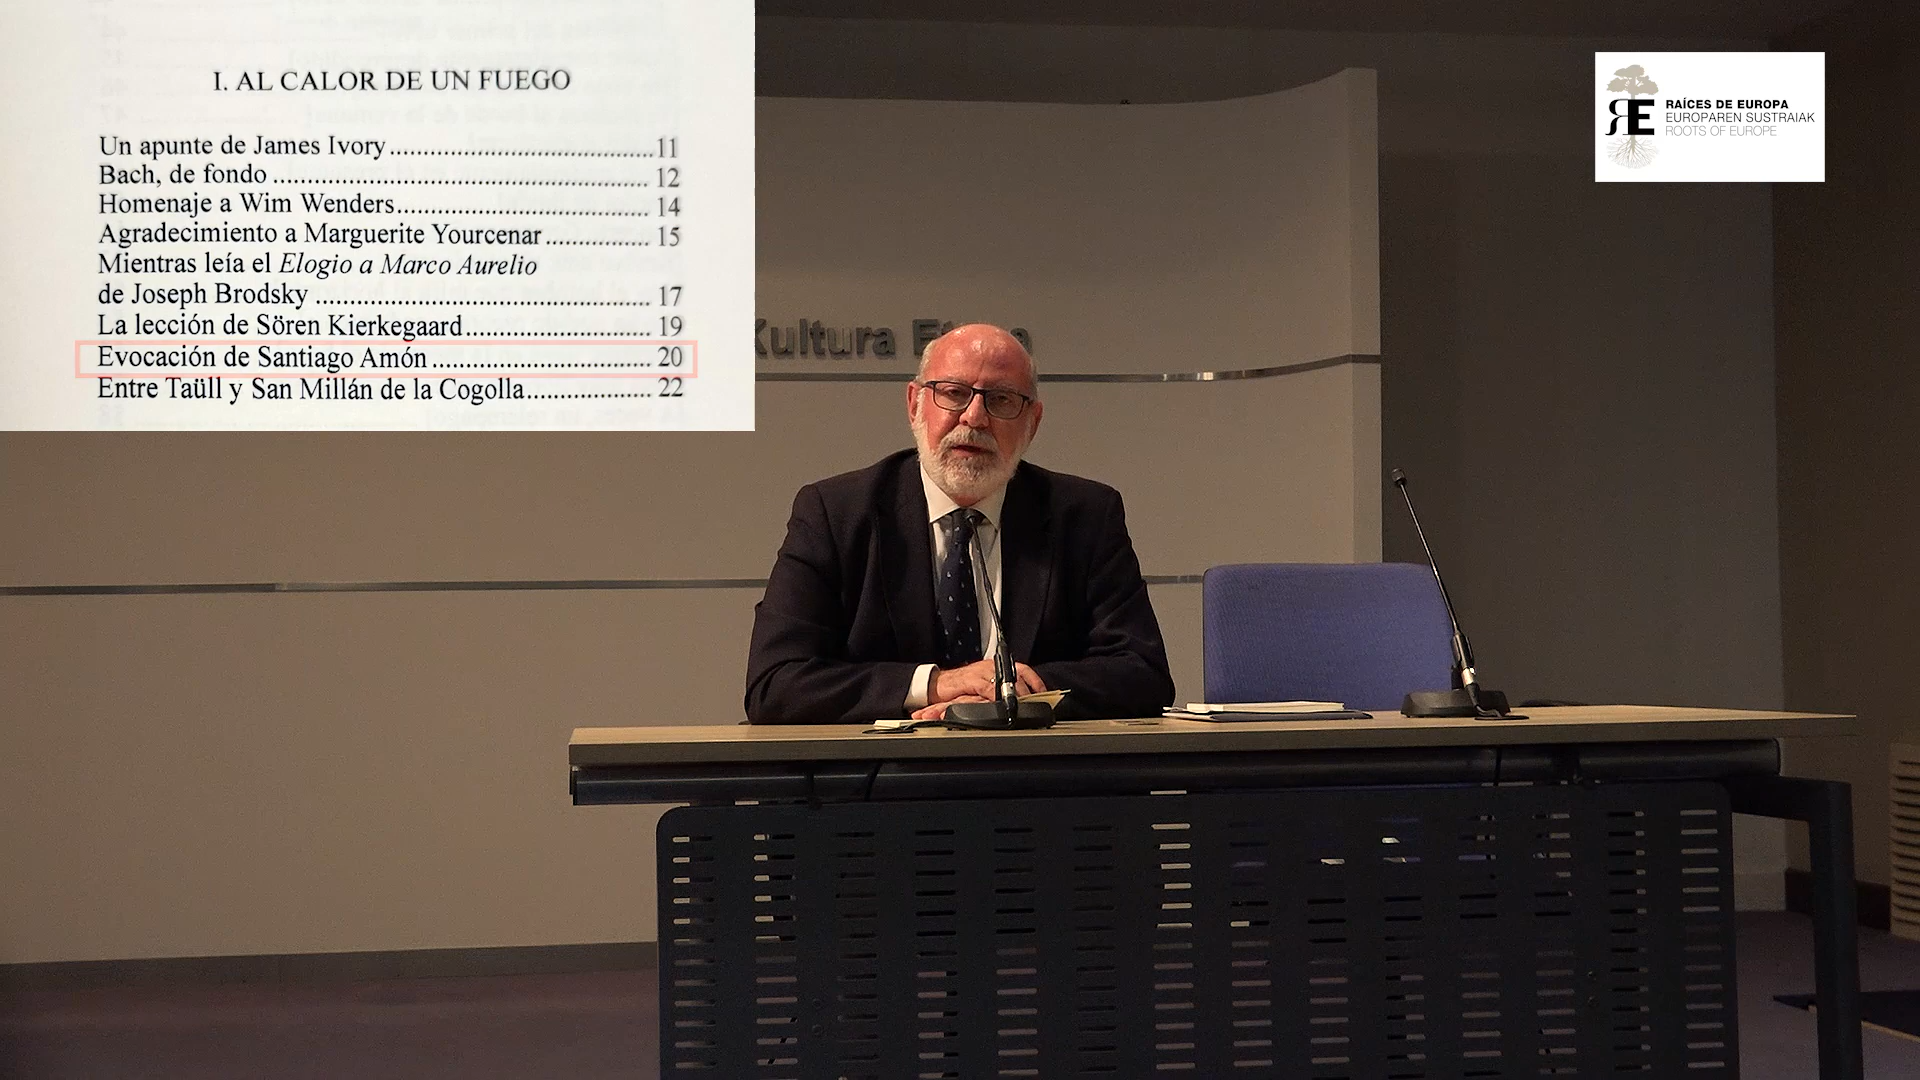 I. AL CALOR DE UN FUEGO
Un apunte de James Ivory ........................................ 11
Bach, de fondo ........................................................ 12
Homenaje a Wim Wenders ...................................... 14
Agradecimiento a Marguerite Yourcenar ............... 15
Mientras leía el Elogio a Marco Aurelio
de Joseph Brodsky .................................................. 17
La lección de Sören Kierkegaard ............................ 19
Evocación de Santiago Amón ................................. 20
Entre Taüll y San Millán de la Cogolla ................... 22
RAÍCES DE EUROPA
EUROPAREN SUSTRAIAK
ROOTS OF EUROPE
RE
Kultura